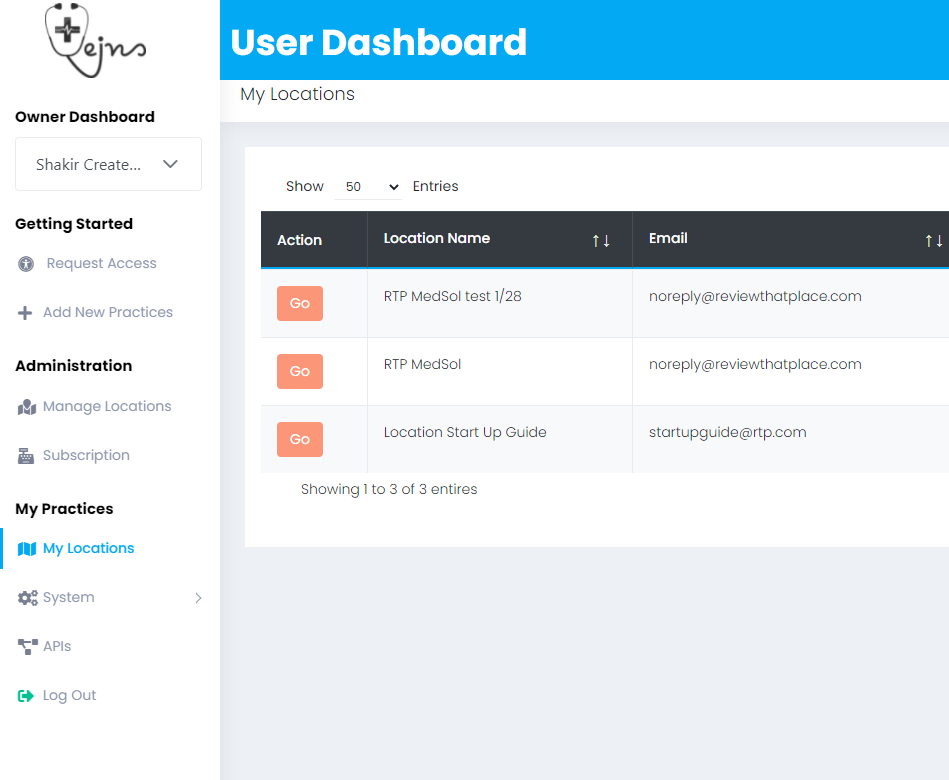 ejns
User Dashboard
My Locations
Owner Dashboard
Shakir Create...
Getting Started
Request Access
Add New Practices
Administration
Manage Locations
Subscription
My Practices
My Locations
System
APIs
Log Out
Show 50 Entries
Action Location Name ↑↓ Email ↑↓
Go RTP MedSol test 1/28 noreply@reviewthatplace.com
Go RTP MedSol noreply@reviewthatplace.com
Go Location Start Up Guide startupguide@rtp.com
Showing 1 to 3 of 3 entires